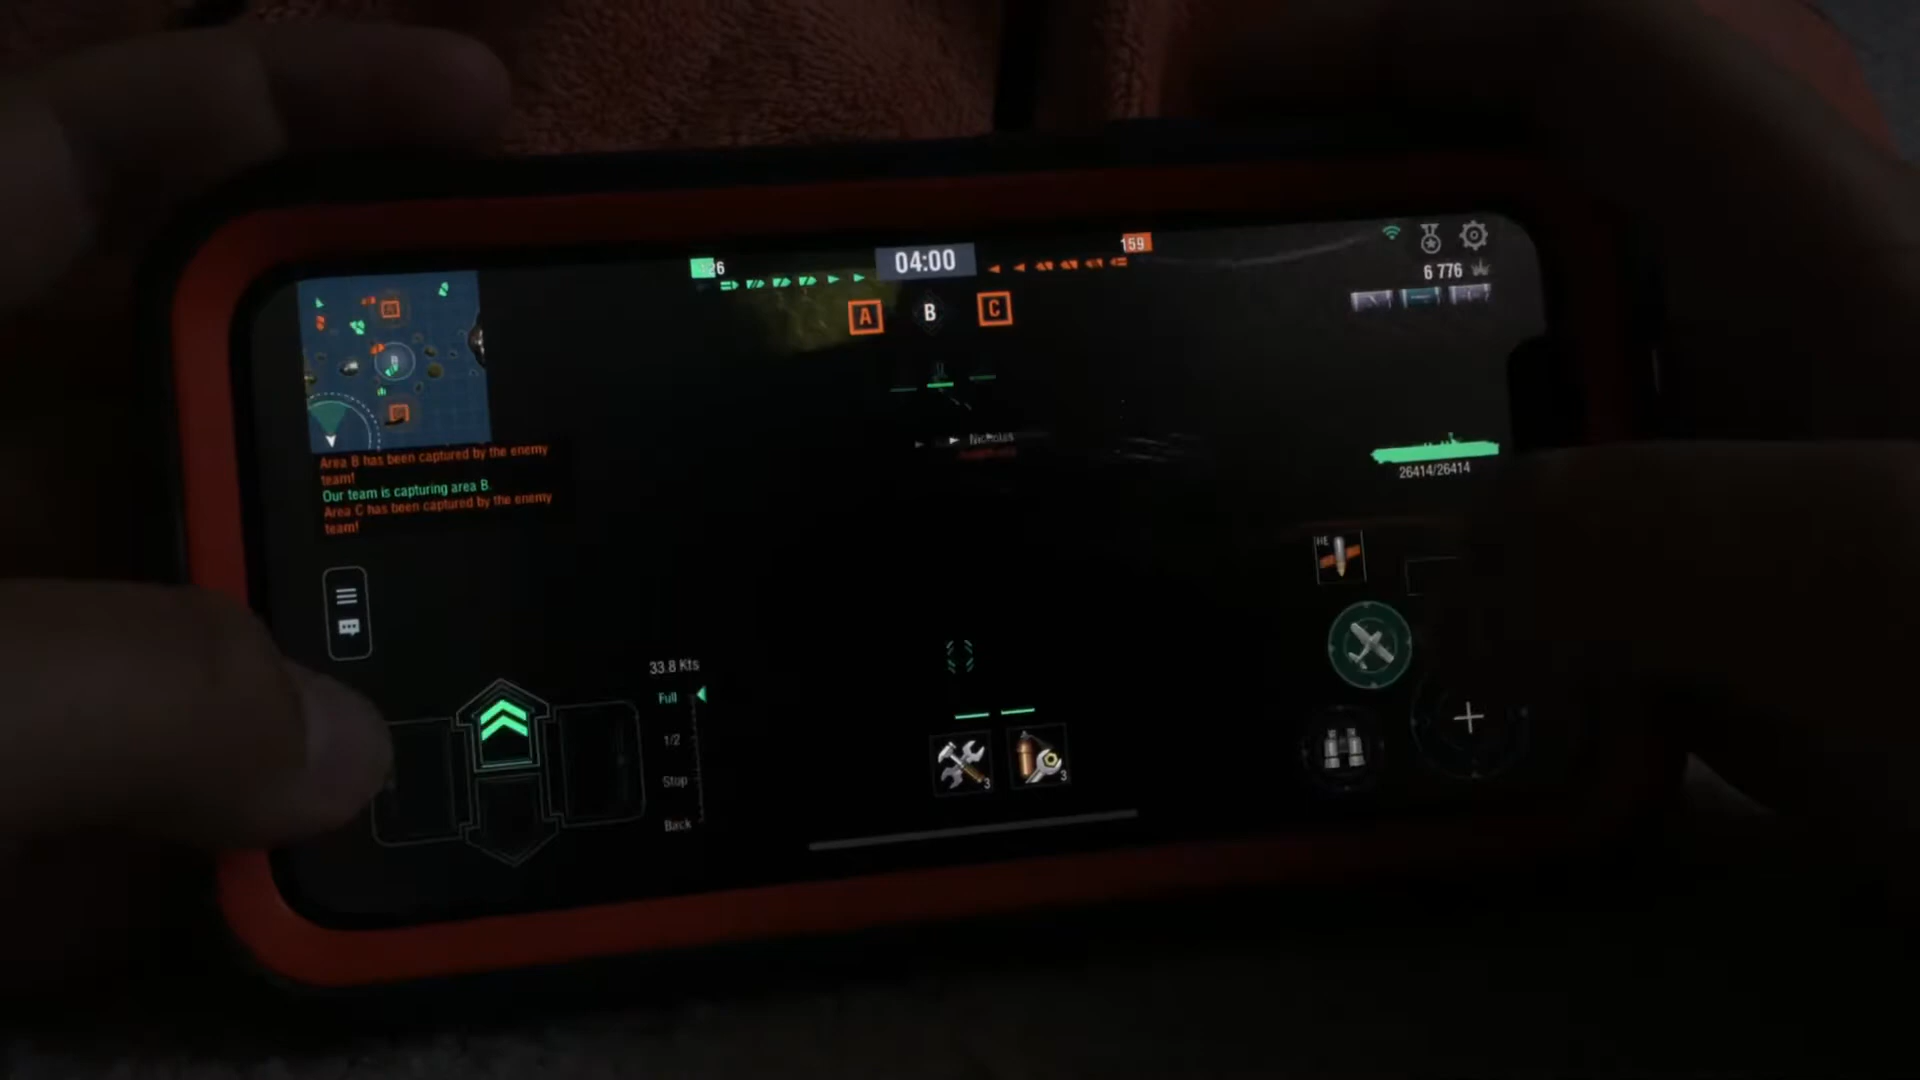 126
04:00
159
6 776
A
B
C
A
B
C
Area B has been captured by the enemy
team!
Our team is capturing area B.
Area C has been captured by the enemy
team!
Nicholas
26414/26414
HE
33.8 Kts
Full
1/2
Stop
Back
3
3